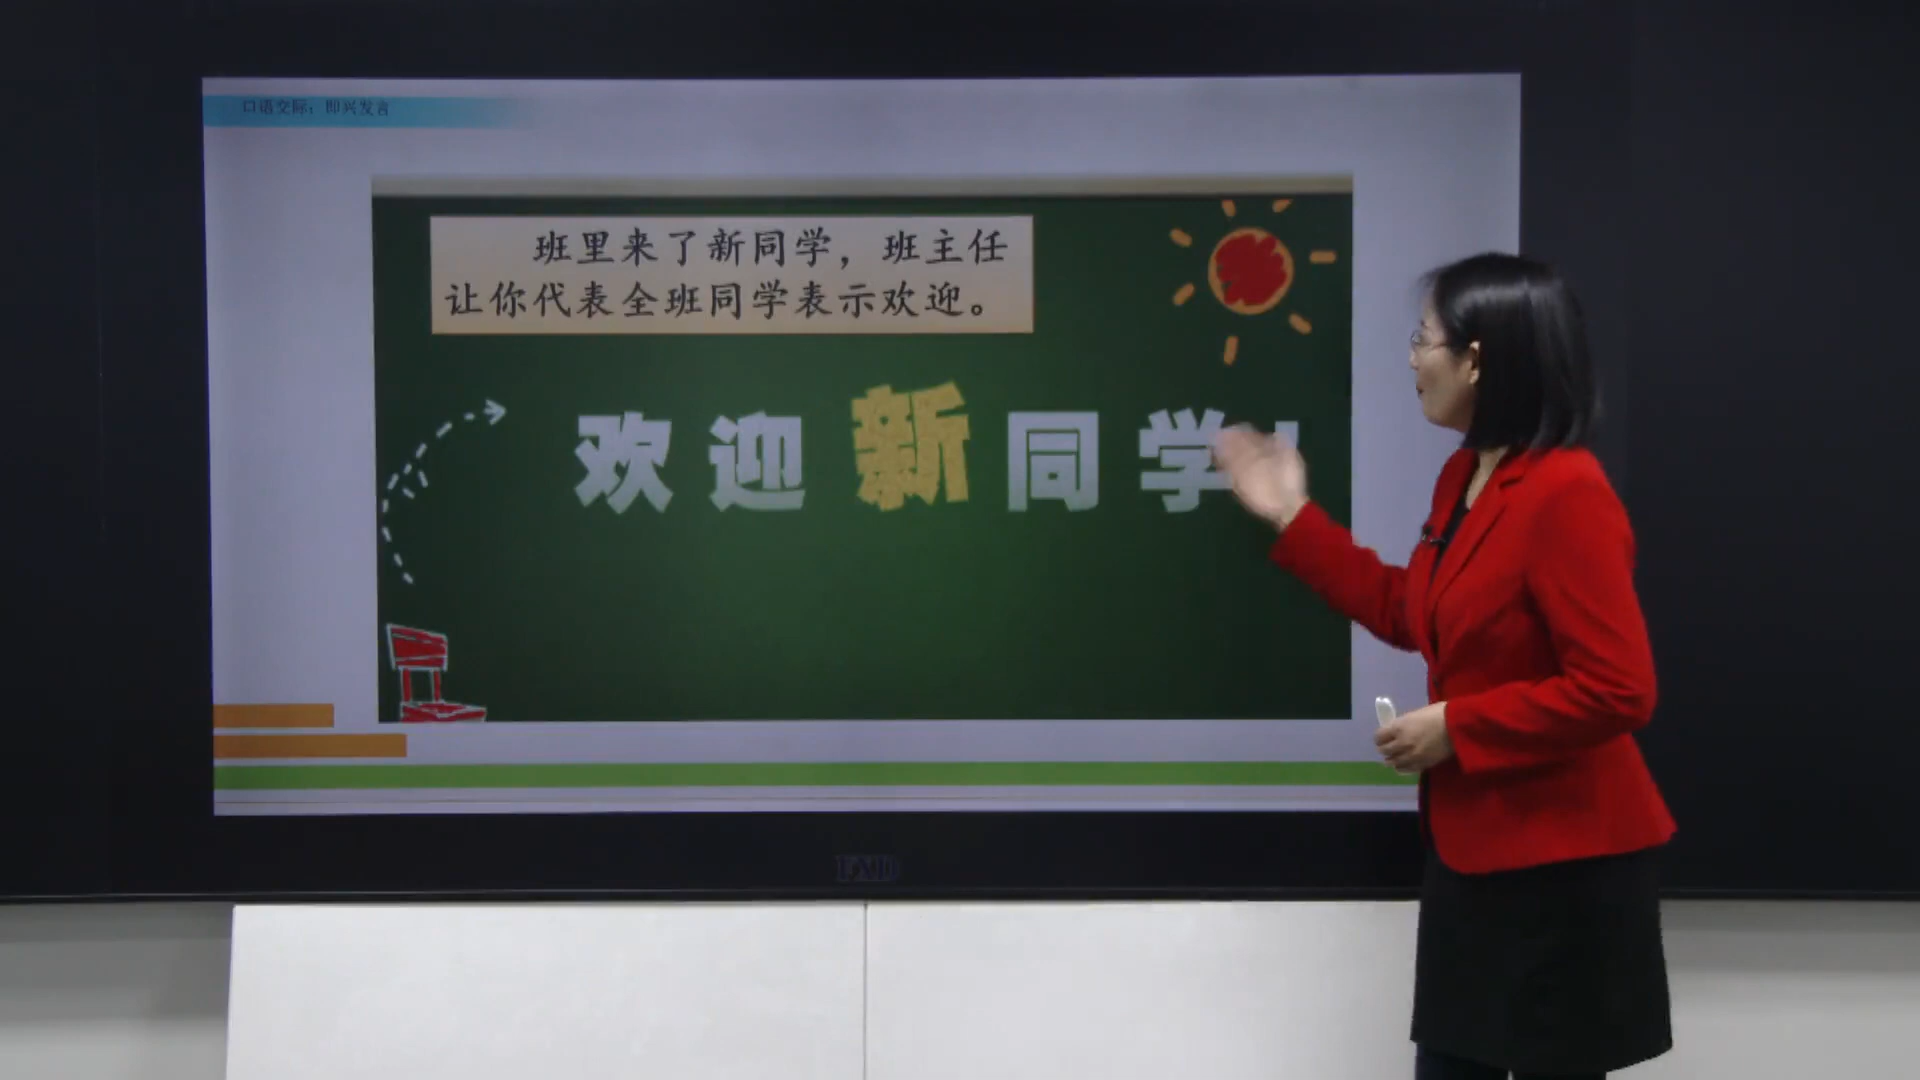 口语交际：即兴发言
班里来了新同学，班主任
让你代表全班同学表示欢迎。
欢迎新同学！